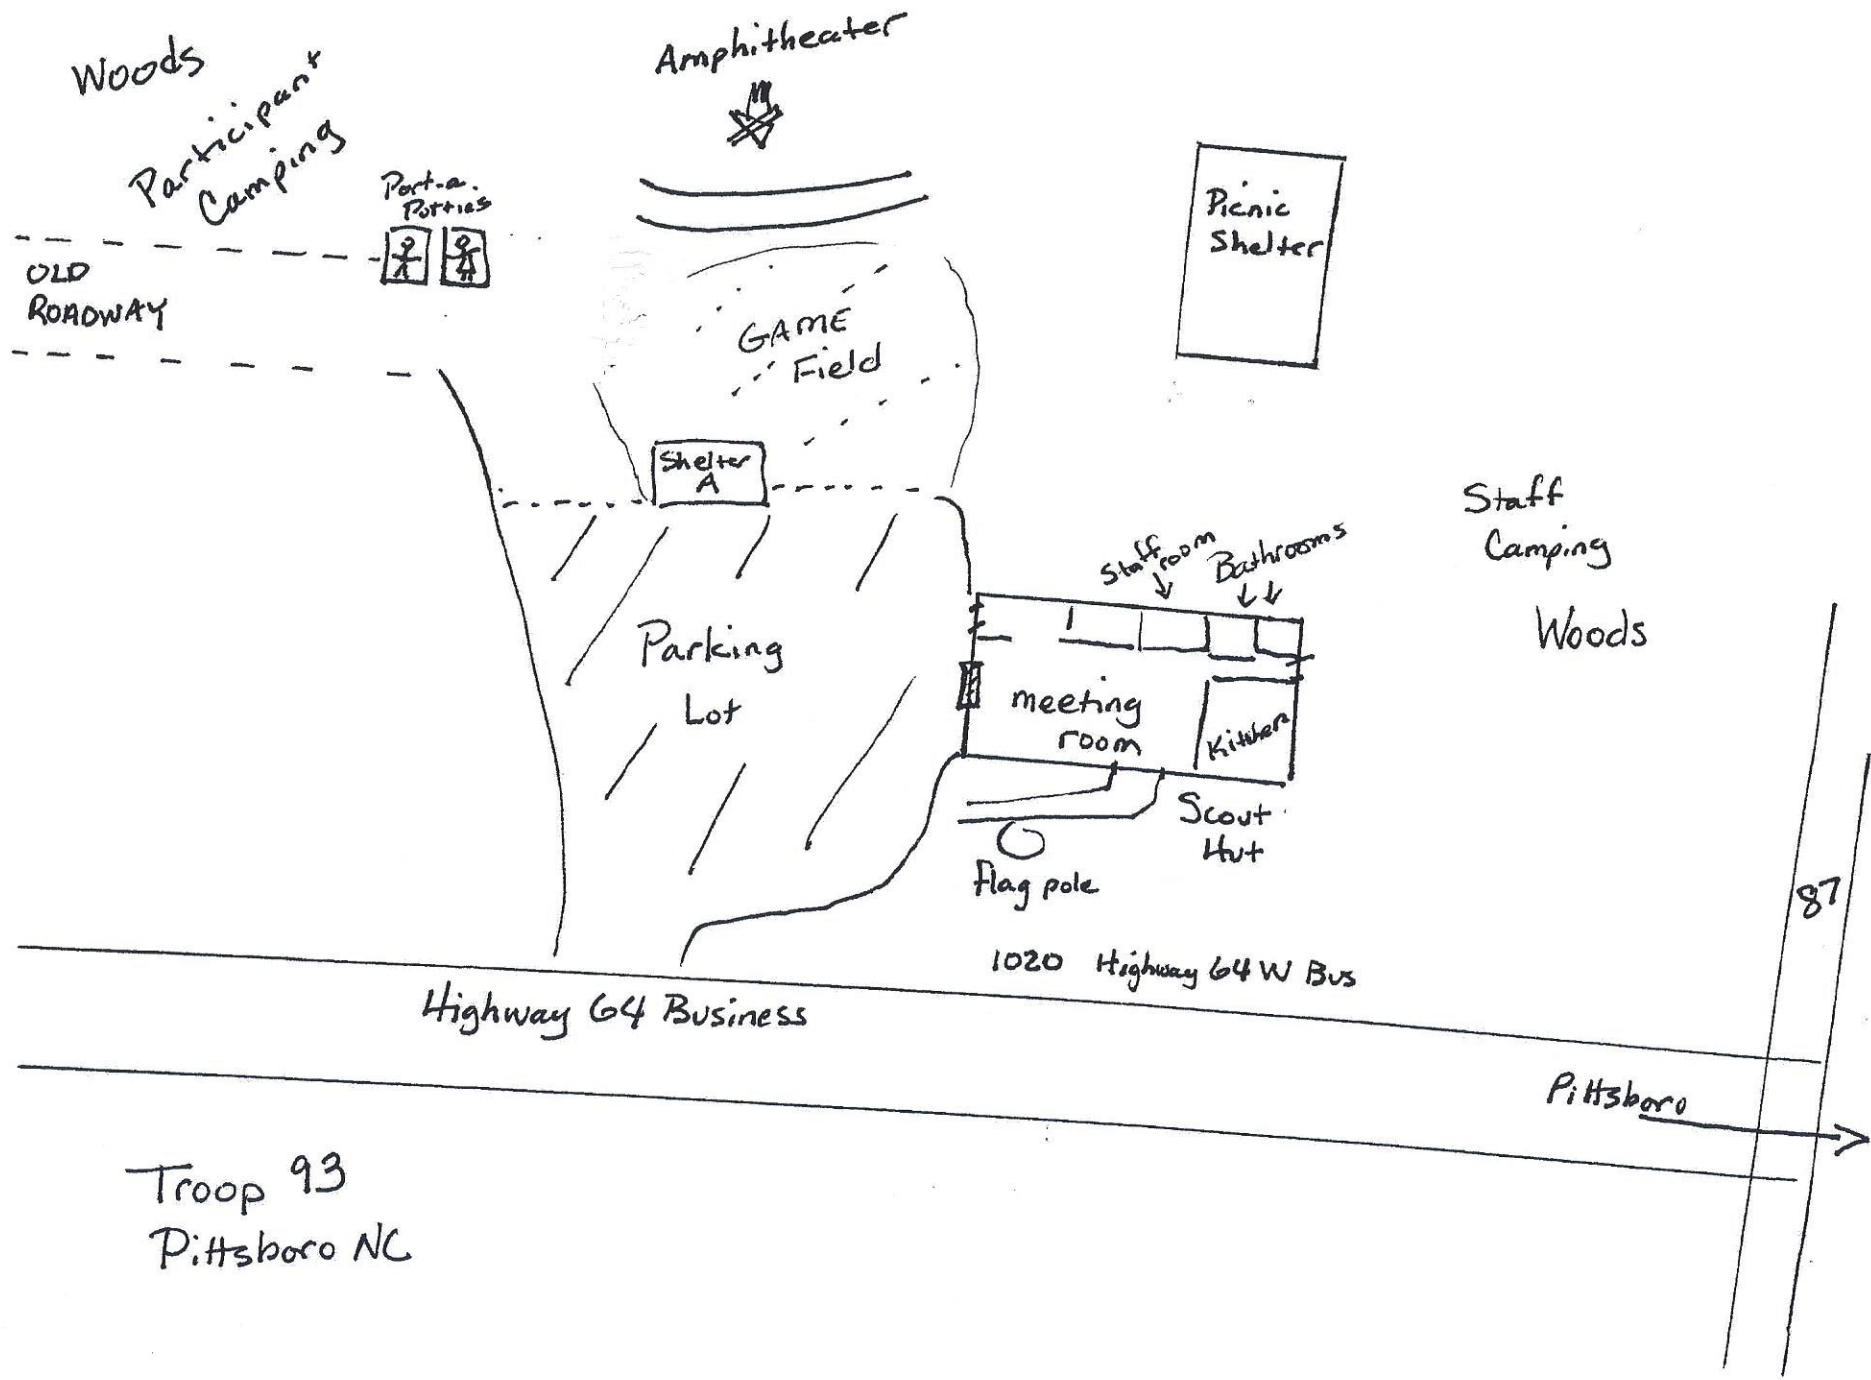 Woods
Participant
Camping
Port-a.
Potties
Amphitheater
OLD
ROADWAY
GAME
Field
Picnic
Shelter
Shelter
A
Staff room
Bathrooms
Staff
Camping
Woods
Parking
Lot
meeting
room
Kitchen
Scout
Hut
flag pole
87
1020 Highway 64 W Bus
Highway 64 Business
Pittsboro
Troop 93
Pittsboro NC